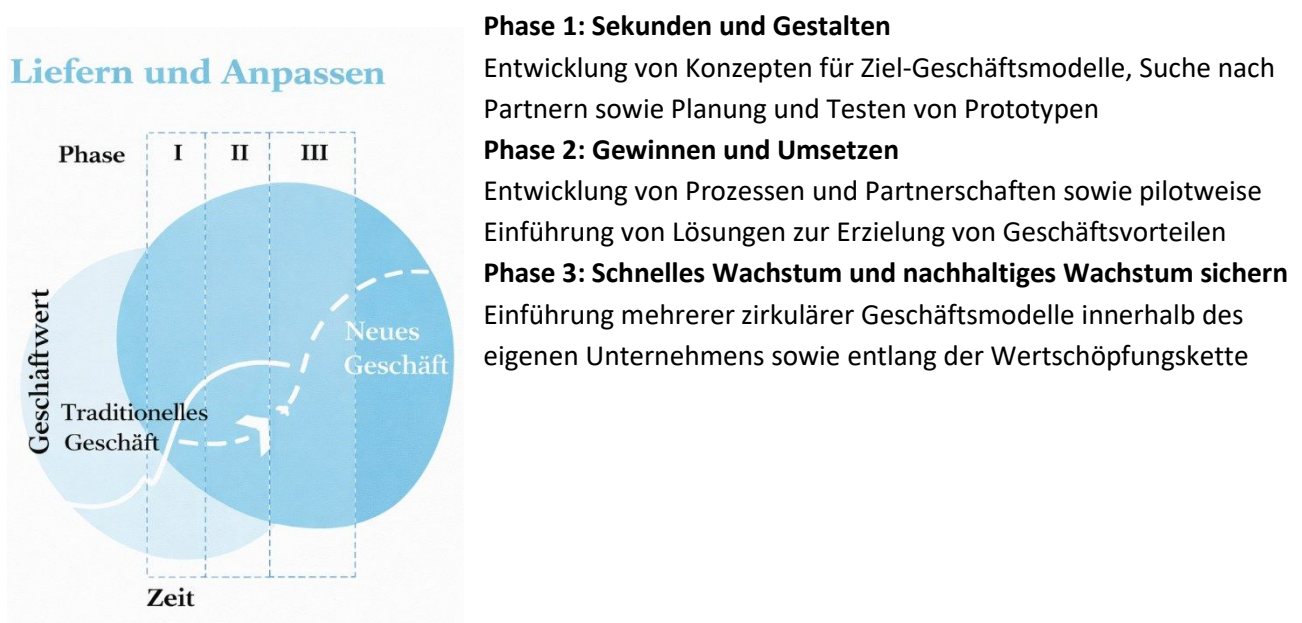 Liefern und Anpassen
Phase I II III
Geschäftwert
Traditionelles
Geschäft
Neues
Geschäft
Zeit
Phase 1: Sekunden und Gestalten
Entwicklung von Konzepten für Ziel-Geschäftsmodelle, Suche nach
Partnern sowie Planung und Testen von Prototypen
Phase 2: Gewinnen und Umsetzen
Entwicklung von Prozessen und Partnerschaften sowie pilotweise
Einführung von Lösungen zur Erzielung von Geschäftsvorteilen
Phase 3: Schnelles Wachstum und nachhaltiges Wachstum sichern
Einführung mehrerer zirkulärer Geschäftsmodelle innerhalb des
eigenen Unternehmens sowie entlang der Wertschöpfungskette